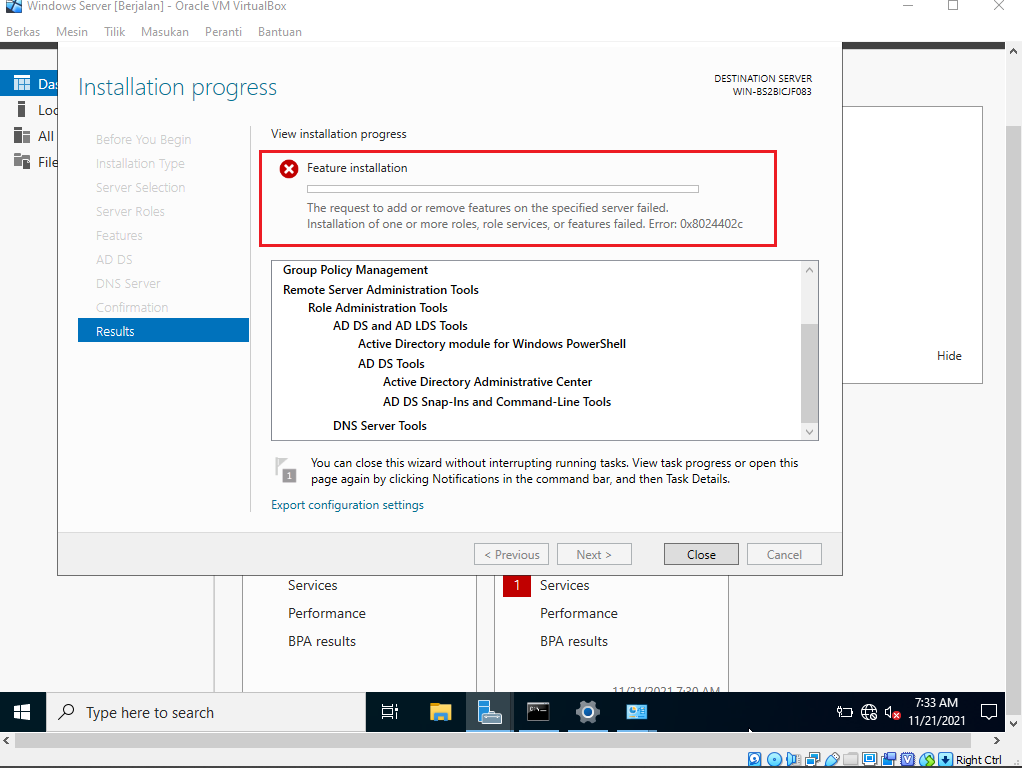 Windows Server [Berjalan] - Oracle VM VirtualBox
Berkas Mesin Tilik Masukan Peranti Bantuan
Das
Loc
All
File
Installation progress
DESTINATION SERVER
WIN-BS2BICJF083
Before You Begin
Installation Type
Server Selection
Server Roles
Features
AD DS
DNS Server
Confirmation
Results
View installation progress
Feature installation
The request to add or remove features on the specified server failed.
Installation of one or more roles, role services, or features failed. Error: 0x8024402c
Group Policy Management
Remote Server Administration Tools
Role Administration Tools
AD DS and AD LDS Tools
Active Directory module for Windows PowerShell
AD DS Tools
Active Directory Administrative Center
AD DS Snap-Ins and Command-Line Tools
DNS Server Tools
Hide
1
You can close this wizard without interrupting running tasks. View task progress or open this
page again by clicking Notifications in the command bar, and then Task Details.
Export configuration settings
< Previous
Next >
Close
Cancel
Services
Performance
BPA results
1 Services
Performance
BPA results
11/21/2021 7:30 AM
Type here to search
7:33 AM
11/21/2021
Right Ctrl